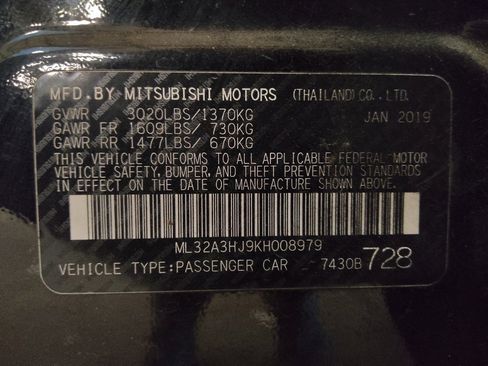 MFD.BY MITSUBISHI MOTORS (THAILAND)CO.,LTD.
GVWR 3020LBS/1370KG JAN 2019
GAWR FR 1609LBS/ 730KG
GAWR RR 1477LBS/ 670KG
THIS VEHICLE CONFORMS TO ALL APPLICABLE FEDERAL MOTOR
VEHICLE SAFETY, BUMPER, AND THEFT PREVENTION STANDARDS
IN EFFECT ON THE DATE OF MANUFACTURE SHOWN ABOVE.
ML32A3HJ9KH008979
VEHICLE TYPE:PASSENGER CAR 7430B 728